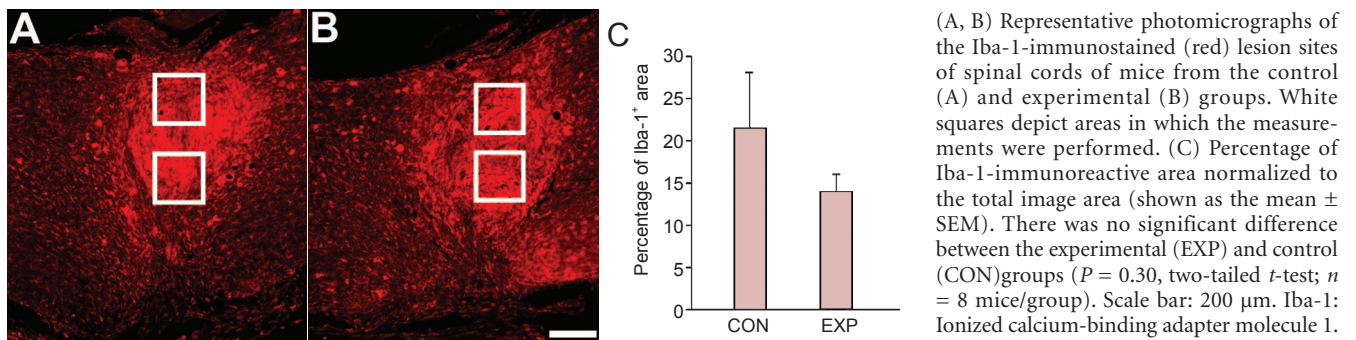 A
B
C
Percentage of Iba-1+ area
30
25
20
15
10
5
0
CON
EXP
(A, B) Representative photomicrographs of
the Iba-1-immunostained (red) lesion sites
of spinal cords of mice from the control
(A) and experimental (B) groups. White
squares depict areas in which the measure-
ments were performed. (C) Percentage of
Iba-1-immunoreactive area normalized to
the total image area (shown as the mean ±
SEM). There was no significant difference
between the experimental (EXP) and control
(CON)groups (P = 0.30, two-tailed t-test; n
= 8 mice/group). Scale bar: 200 μm. Iba-1:
Ionized calcium-binding adapter molecule 1.